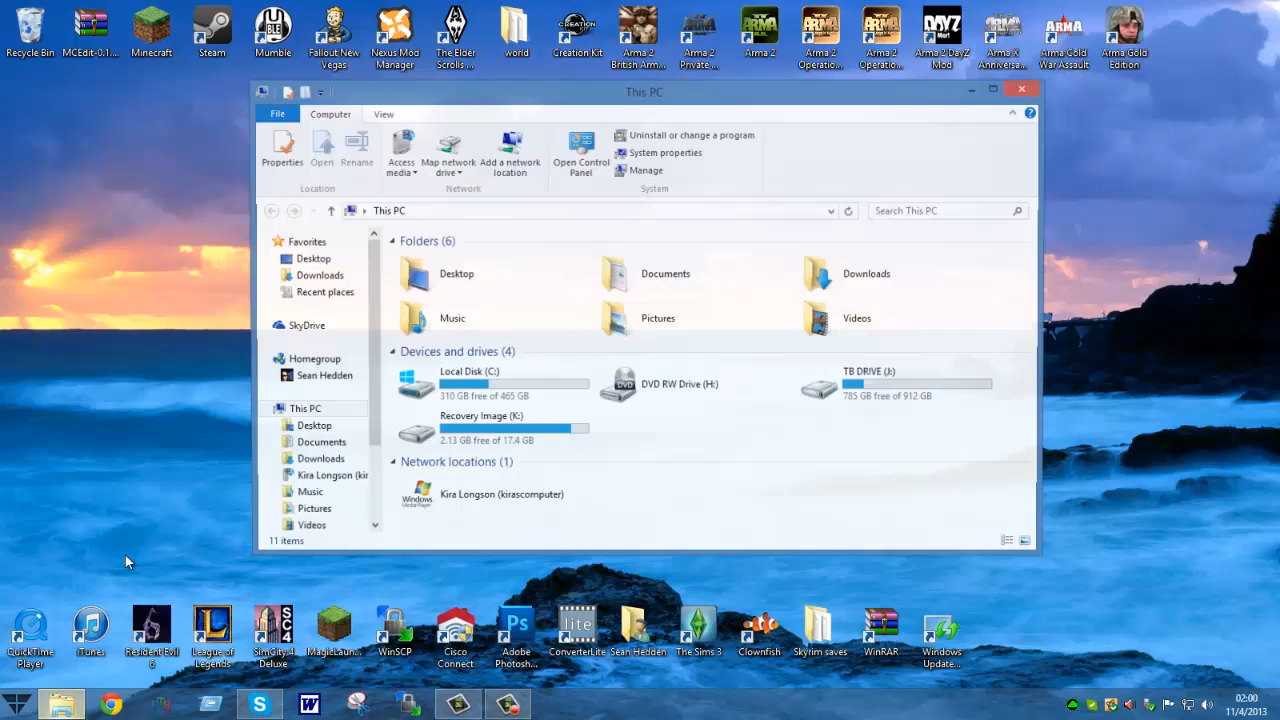 Recycle Bin
MCEdit-0.1....
Minecraft
Steam
Mumble
Fallout New
Vegas
Nexus Mod
Manager
The Elder
Scrolls ...
world
Creation Kit
Arma 2
British Arm...
Arma 2
Private...
Arma 2
Arma 2
Operatio...
Arma 2
Operatio...
Arma 2 DayZ
Mod
Arma X
Anniversa...
Arma Cold
War Assault
Arma Gold
Edition
This PC
File
Computer
View
Properties
Open
Rename
Access
media
Map network
drive
Add a network
location
Open Control
Panel
Uninstall or change a program
System properties
Manage
Location
Network
System
This PC
Search This PC
Favorites
Desktop
Downloads
Recent places
SkyDrive
Homegroup
Sean Hedden
This PC
Desktop
Documents
Downloads
Kira Longson (kir
Music
Pictures
Videos
Folders (6)
Desktop
Documents
Downloads
Music
Pictures
Videos
Devices and drives (4)
Local Disk (C:)
310 GB free of 465 GB
DVD RW Drive (H:)
TB DRIVE (J:)
785 GB free of 912 GB
Recovery Image (K:)
2.13 GB free of 17.4 GB
Network locations (1)
Kira Longson (kirascomputer)
11 items
QuickTime
Player
iTunes
Resident Evil
6
League of
Legends
SimCity 4
Deluxe
MagicLaun...
WinSCP
Cisco
Connect
Adobe
Photosh...
ConverterLite
Sean Hedden
The Sims 3
Clownfish
Skyrim saves
WinRAR
Windows
Update...
02:00
11/4/2013